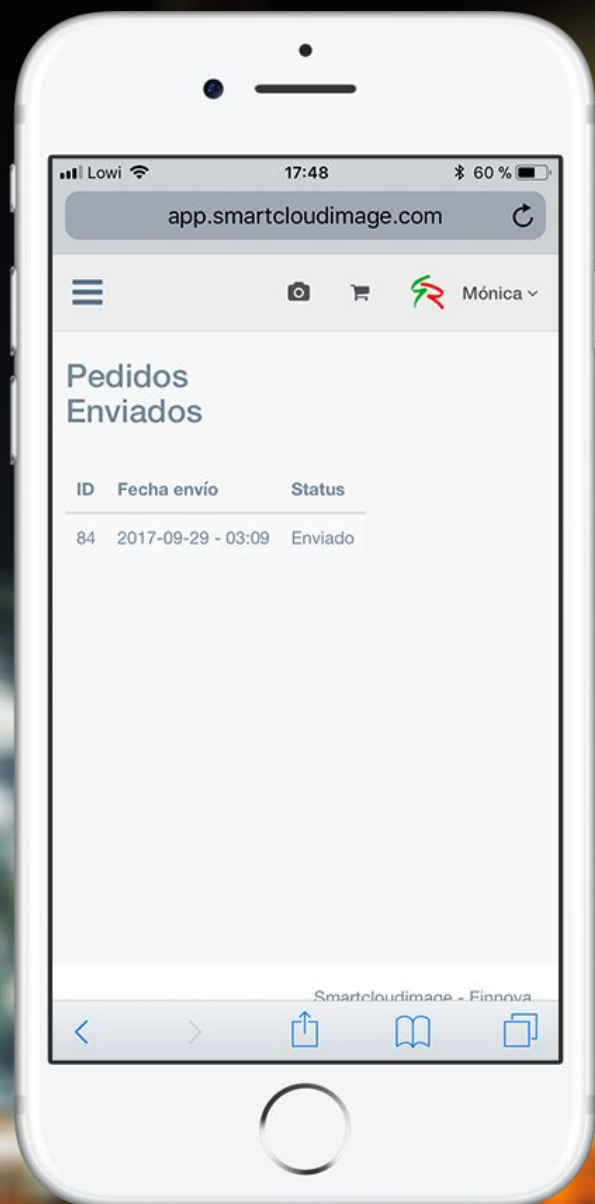 Lowi 17:48 60 %
app.smartcloudimage.com
Mónica
Pedidos
Enviados
ID Fecha envío Status
84 2017-09-29 - 03:09 Enviado
Smartcloudimage - Finnova